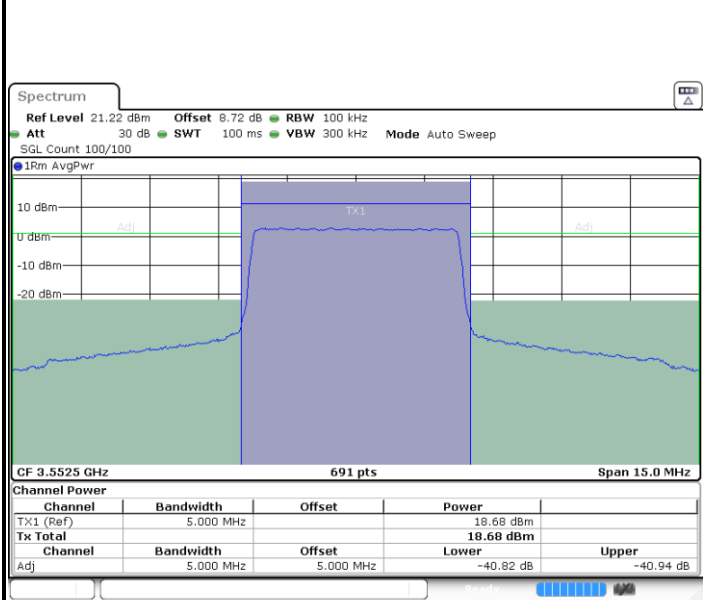 Spectrum
Ref Level 21.22 dBm Offset 8.72 dB RBW 100 kHz
Att 30 dB SWT 100 ms VBW 300 kHz Mode Auto Sweep
SGL Count 100/100
1Rm AvgPwr
10 dBm
TX1
Adj
Adj
0 dBm
-10 dBm
-20 dBm
CF 3.5525 GHz 691 pts Span 15.0 MHz
Channel Power
Channel Bandwidth Offset Power
TX1 (Ref) 5.000 MHz 18.68 dBm
Tx Total 18.68 dBm
Channel Bandwidth Offset Lower Upper
Adj 5.000 MHz 5.000 MHz -40.82 dB -40.94 dB
Ready